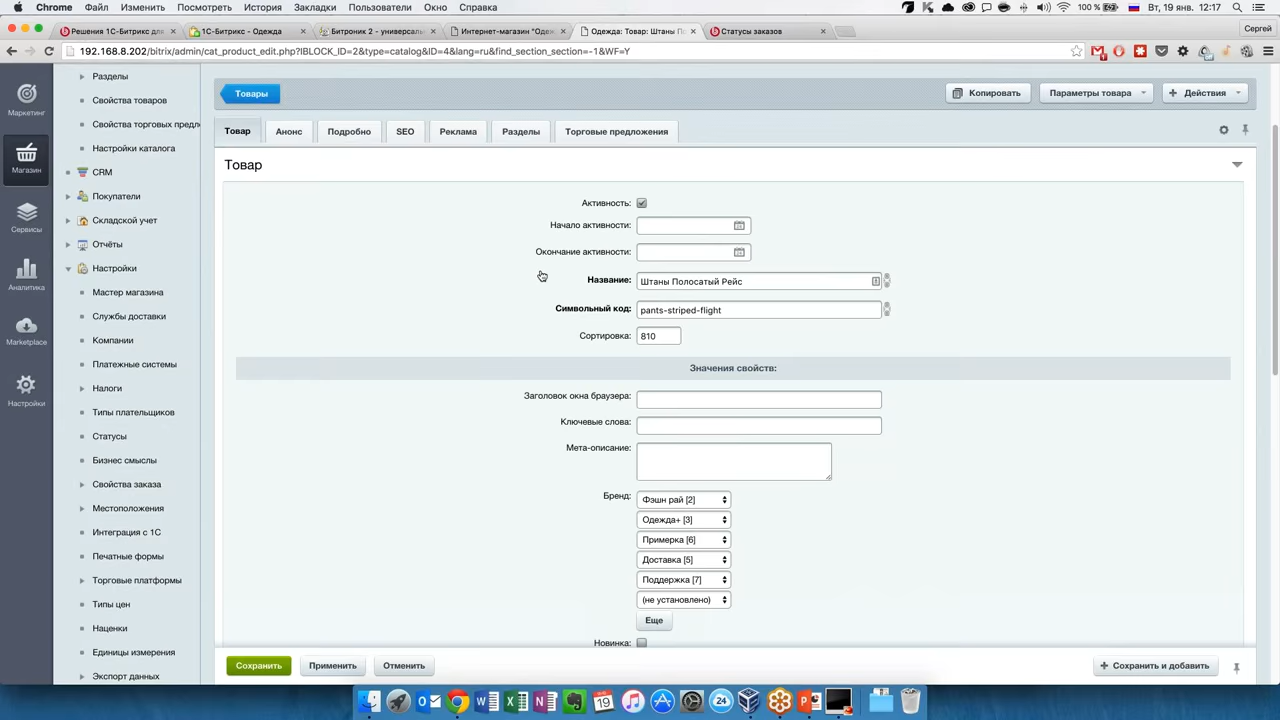 Chrome Файл Изменить Посмотреть История Закладки Пользователи Окно Справка 100 % Вт, 19 янв. 12:17
Решения 1С-Битрикс для 1С-Битрикс - Одежда Битроник 2 - универсаль Интернет-магазин "Одеж Одежда: Товар: Штаны По Статусы заказов Сергей
192.168.8.202/bitrix/admin/cat_product_edit.php?IBLOCK_ID=2&type=catalog&ID=4&lang=ru&find_section_section=-1&WF=Y
Маркетинг
Магазин
Сервисы
Аналитика
Marketplace
Настройки
Разделы
Свойства товаров
Свойства торговых предл
Настройки каталога
CRM
Покупатели
Складской учет
Отчёты
Настройки
Мастер магазина
Службы доставки
Компании
Платежные системы
Налоги
Типы плательщиков
Статусы
Бизнес смыслы
Свойства заказа
Местоположения
Интеграция с 1С
Печатные формы
Торговые платформы
Типы цен
Наценки
Единицы измерения
Экспорт данных
Товары Копировать Параметры товара + Действия
Товар Анонс Подробно SEO Реклама Разделы Торговые предложения
Товар
Активность:
Начало активности:
Окончание активности:
Название: Штаны Полосатый Рейс
Символьный код: pants-striped-flight
Сортировка: 810
Значения свойств:
Заголовок окна браузера:
Ключевые слова:
Мета-описание:
Бренд: Фэшн рай [2]
Одежда+ [3]
Примерка [6]
Доставка [5]
Поддержка [7]
(не установлено)
Еще
Новинка:
Сохранить Применить Отменить + Сохранить и добавить
19 24